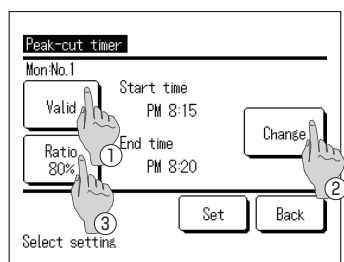 Peak-cut timer
Mon:No.1
Valid
Start time
PM 8:15
Change
Ratio
80%
End time
PM 8:20
①
②
③
Set
Back
Select setting